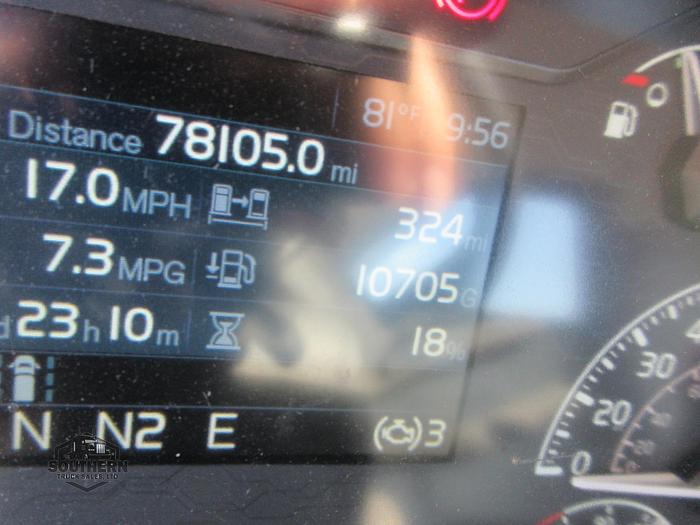 81°F 9:56
Distance 78105.0 mi
17.0 MPH 324 mi
7.3 MPG 10705 G
d 23 h 10 m 18%
N N2 E 3
30
20
0
SOUTHERN
TRUCK SALES, LTD